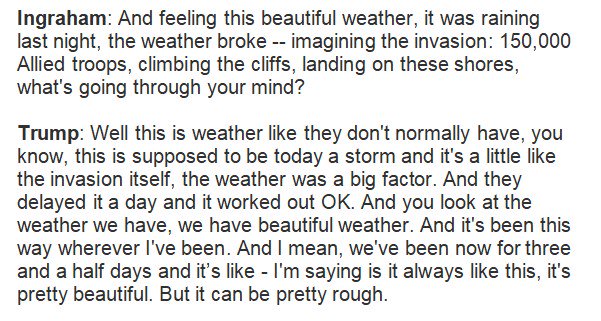 Ingraham: And feeling this beautiful weather, it was raining
last night, the weather broke -- imagining the invasion: 150,000
Allied troops, climbing the cliffs, landing on these shores,
what's going through your mind?
Trump: Well this is weather like they don't normally have, you
know, this is supposed to be today a storm and it's a little like
the invasion itself, the weather was a big factor. And they
delayed it a day and it worked out OK. And you look at the
weather we have, we have beautiful weather. And it's been this
way wherever I've been. And I mean, we've been now for three
and a half days and it’s like - I'm saying is it always like this, it's
pretty beautiful. But it can be pretty rough.